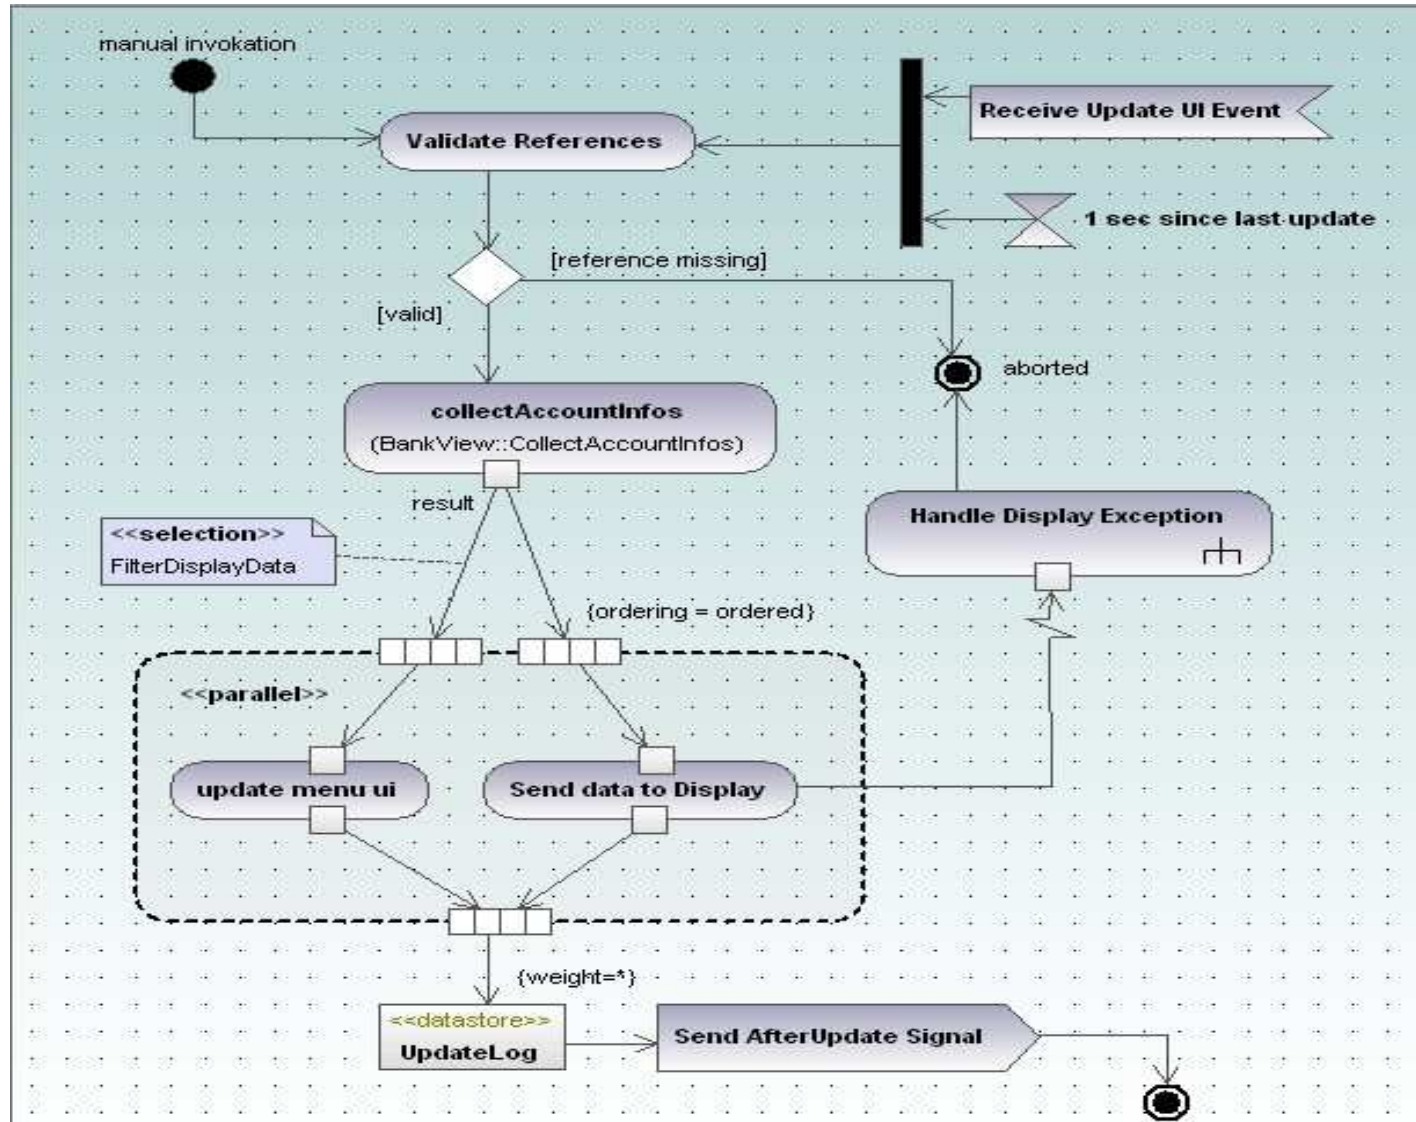 manual invokation
Receive Update UI Event
Validate References
1 sec since last update
[reference missing]
[valid]
aborted
collectAccountInfos
(BankView::CollectAccountInfos)
result
Handle Display Exception
<<selection>>
FilterDisplayData
{ordering = ordered}
<<parallel>>
update menu ui
Send data to Display
{weight=*}
<<datastore>>
UpdateLog
Send AfterUpdate Signal